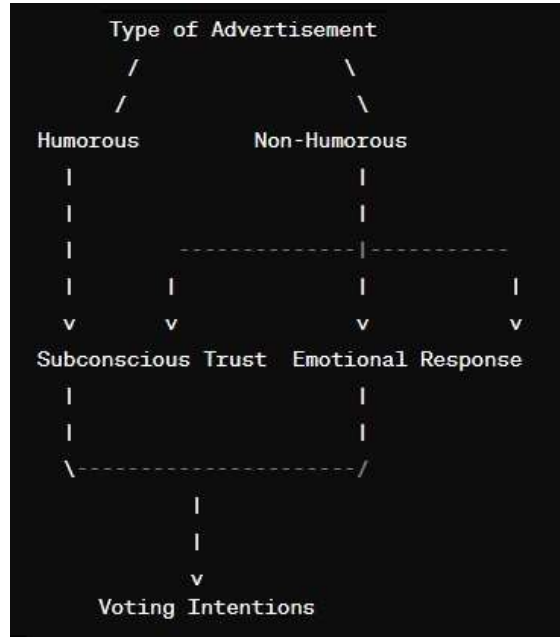 Type of Advertisement
/ \
/ \
Humorous Non-Humorous
| |
| |
| --------------|-----------
| | | |
v v v v
Subconscious Trust Emotional Response
| |
| |
\-----------------------/
|
|
v
Voting Intentions